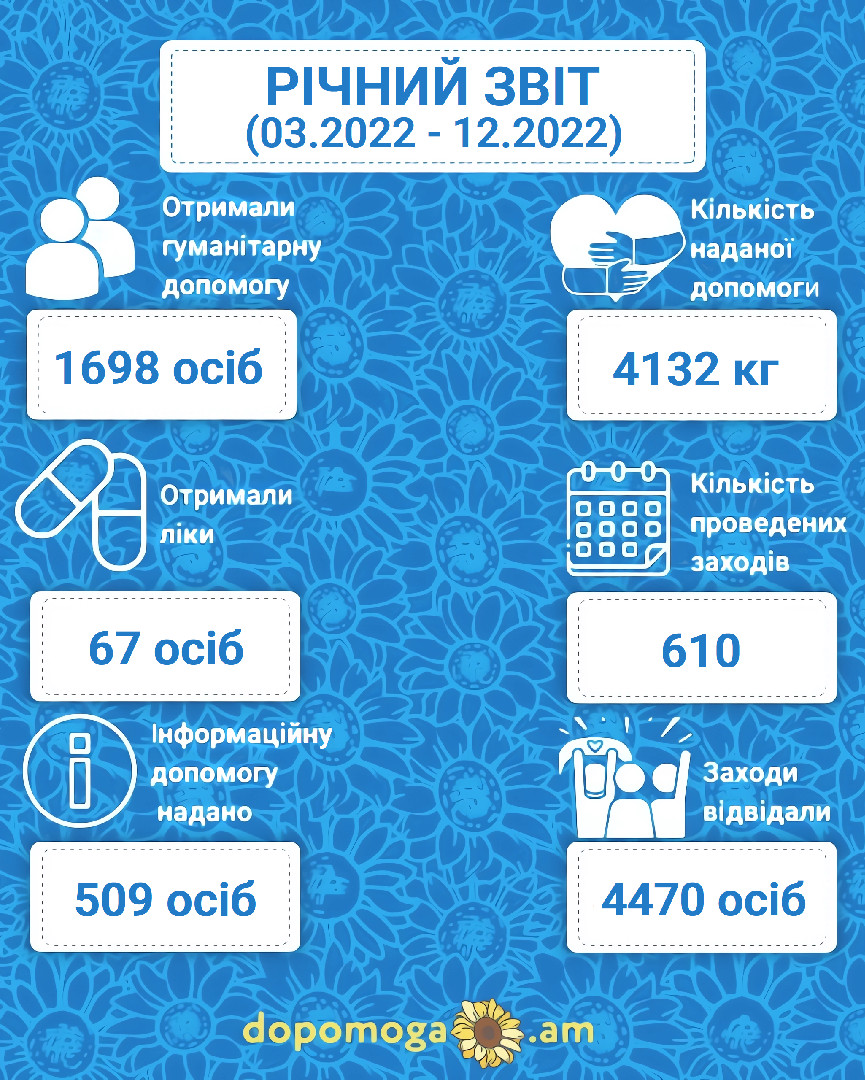 РІЧНИЙ ЗВІТ
(03.2022 - 12.2022)
Отримали
гуманітарну
допомогу
1698 осіб
Кількість
наданої
допомоги
4132 кг
Отримали
ліки
67 осіб
Кількість
проведених
заходів
610
Інформаційну
допомогу
надано
509 осіб
Заходи
відвідали
4470 осіб
dopomoga.am